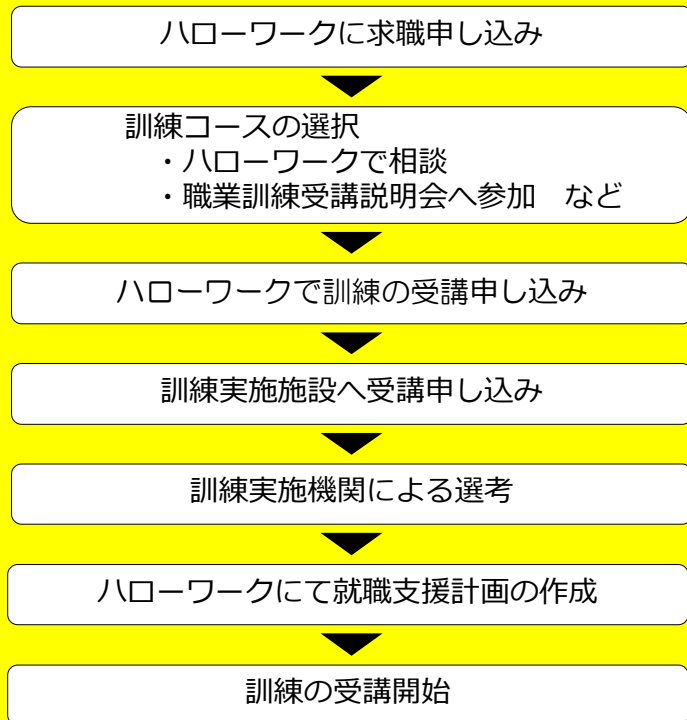 ハローワークに求職申し込み
訓練コースの選択
・ハローワークで相談
・職業訓練受講説明会へ参加　など
ハローワークで訓練の受講申し込み
訓練実施施設へ受講申し込み
訓練実施機関による選考
ハローワークにて就職支援計画の作成
訓練の受講開始